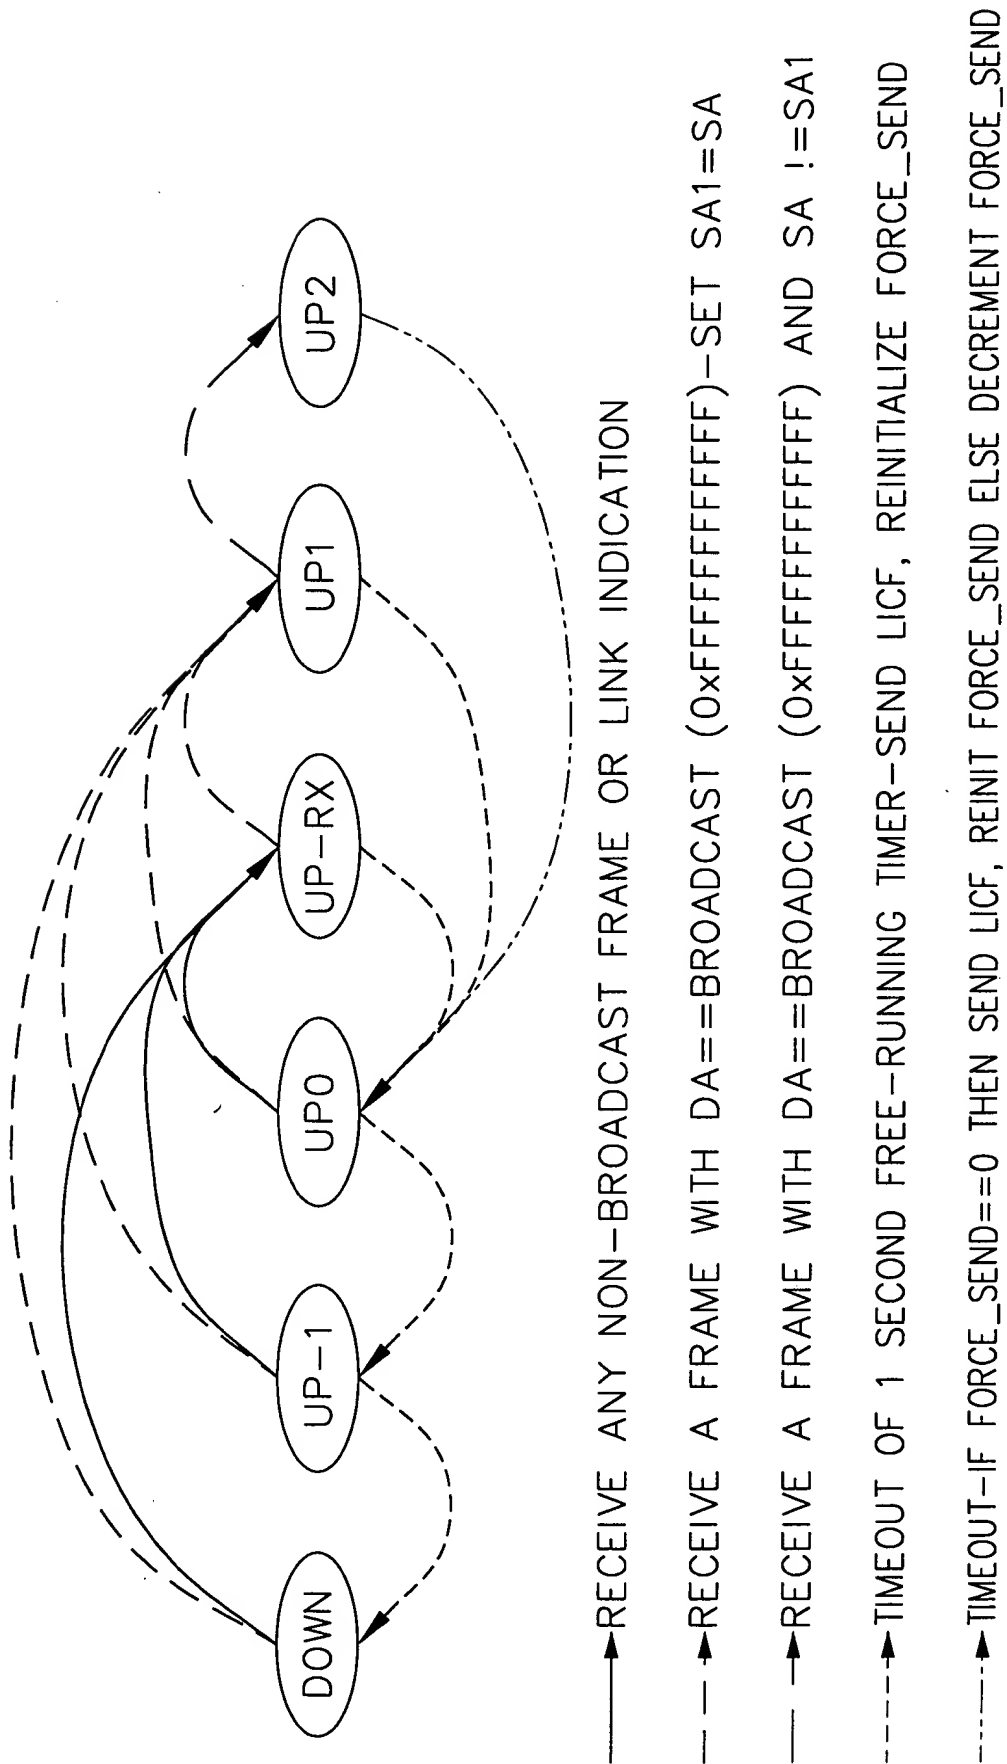 DOWN
UP-1
UP0
UP-RX
UP1
UP2
RECEIVE ANY NON-BROADCAST FRAME OR LINK INDICATION
RECEIVE A FRAME WITH DA==BROADCAST (0xFFFFFFFFFFFF)-SET SA1=SA
RECEIVE A FRAME WITH DA==BROADCAST (0xFFFFFFFFFFFF) AND SA !=SA1
TIMEOUT OF 1 SECOND FREE-RUNNING TIMER-SEND LICF, REINITIALIZE FORCE_SEND
TIMEOUT-IF FORCE_SEND==0 THEN SEND LICF, REINIT FORCE_SEND ELSE DECREMENT FORCE_SEND